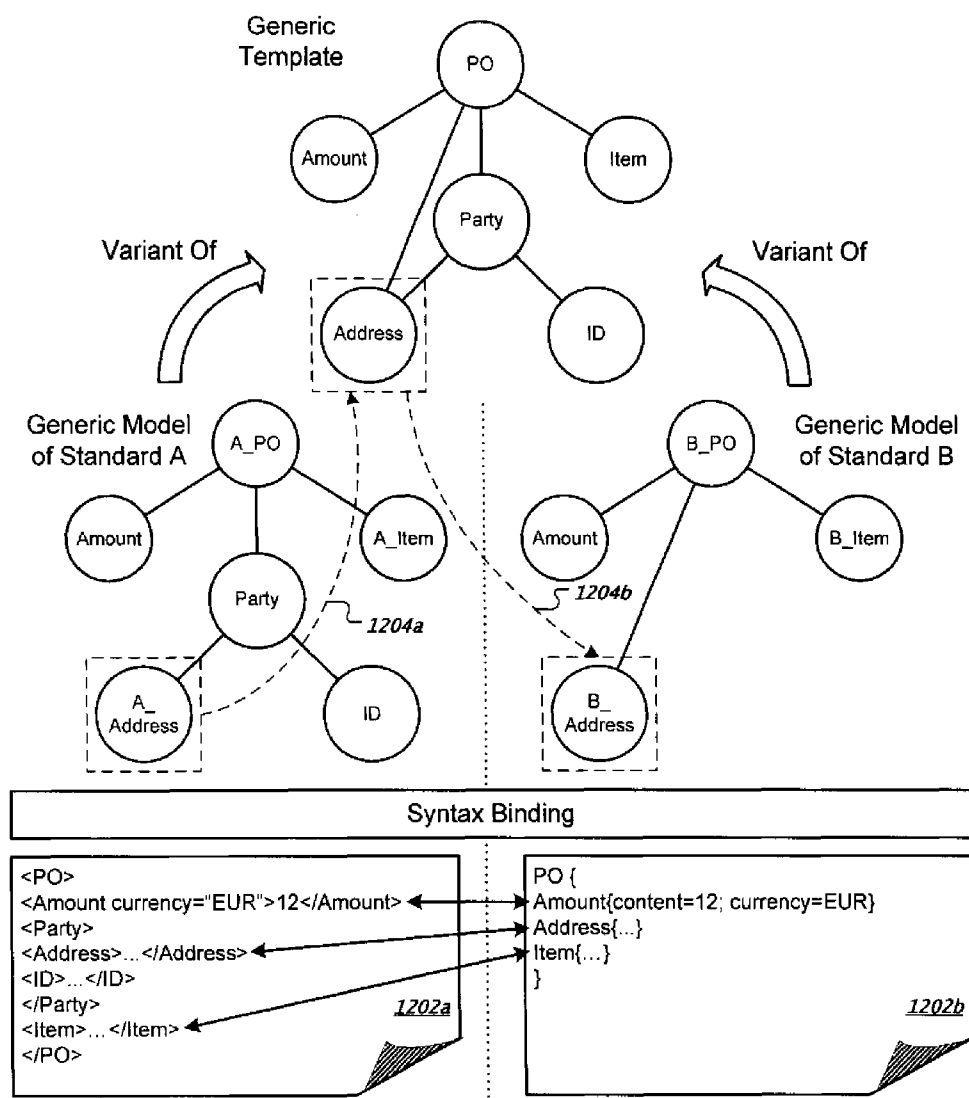 Generic
Template
PO
Amount
Item
Party
Variant Of
Variant Of
Address
ID
Generic Model
of Standard A
A_PO
B_PO
Generic Model
of Standard B
Amount
A_Item
Amount
B_Item
Party
1204a
1204b
A_
Address
ID
B_
Address
Syntax Binding
<PO>
<Amount currency="EUR">12</Amount>
<Party>
<Address>...</Address>
<ID>...</ID>
</Party>
<Item>...</Item>
</PO>
1202a
PO {
Amount{content=12; currency=EUR}
Address{...}
Item{...}
}
1202b